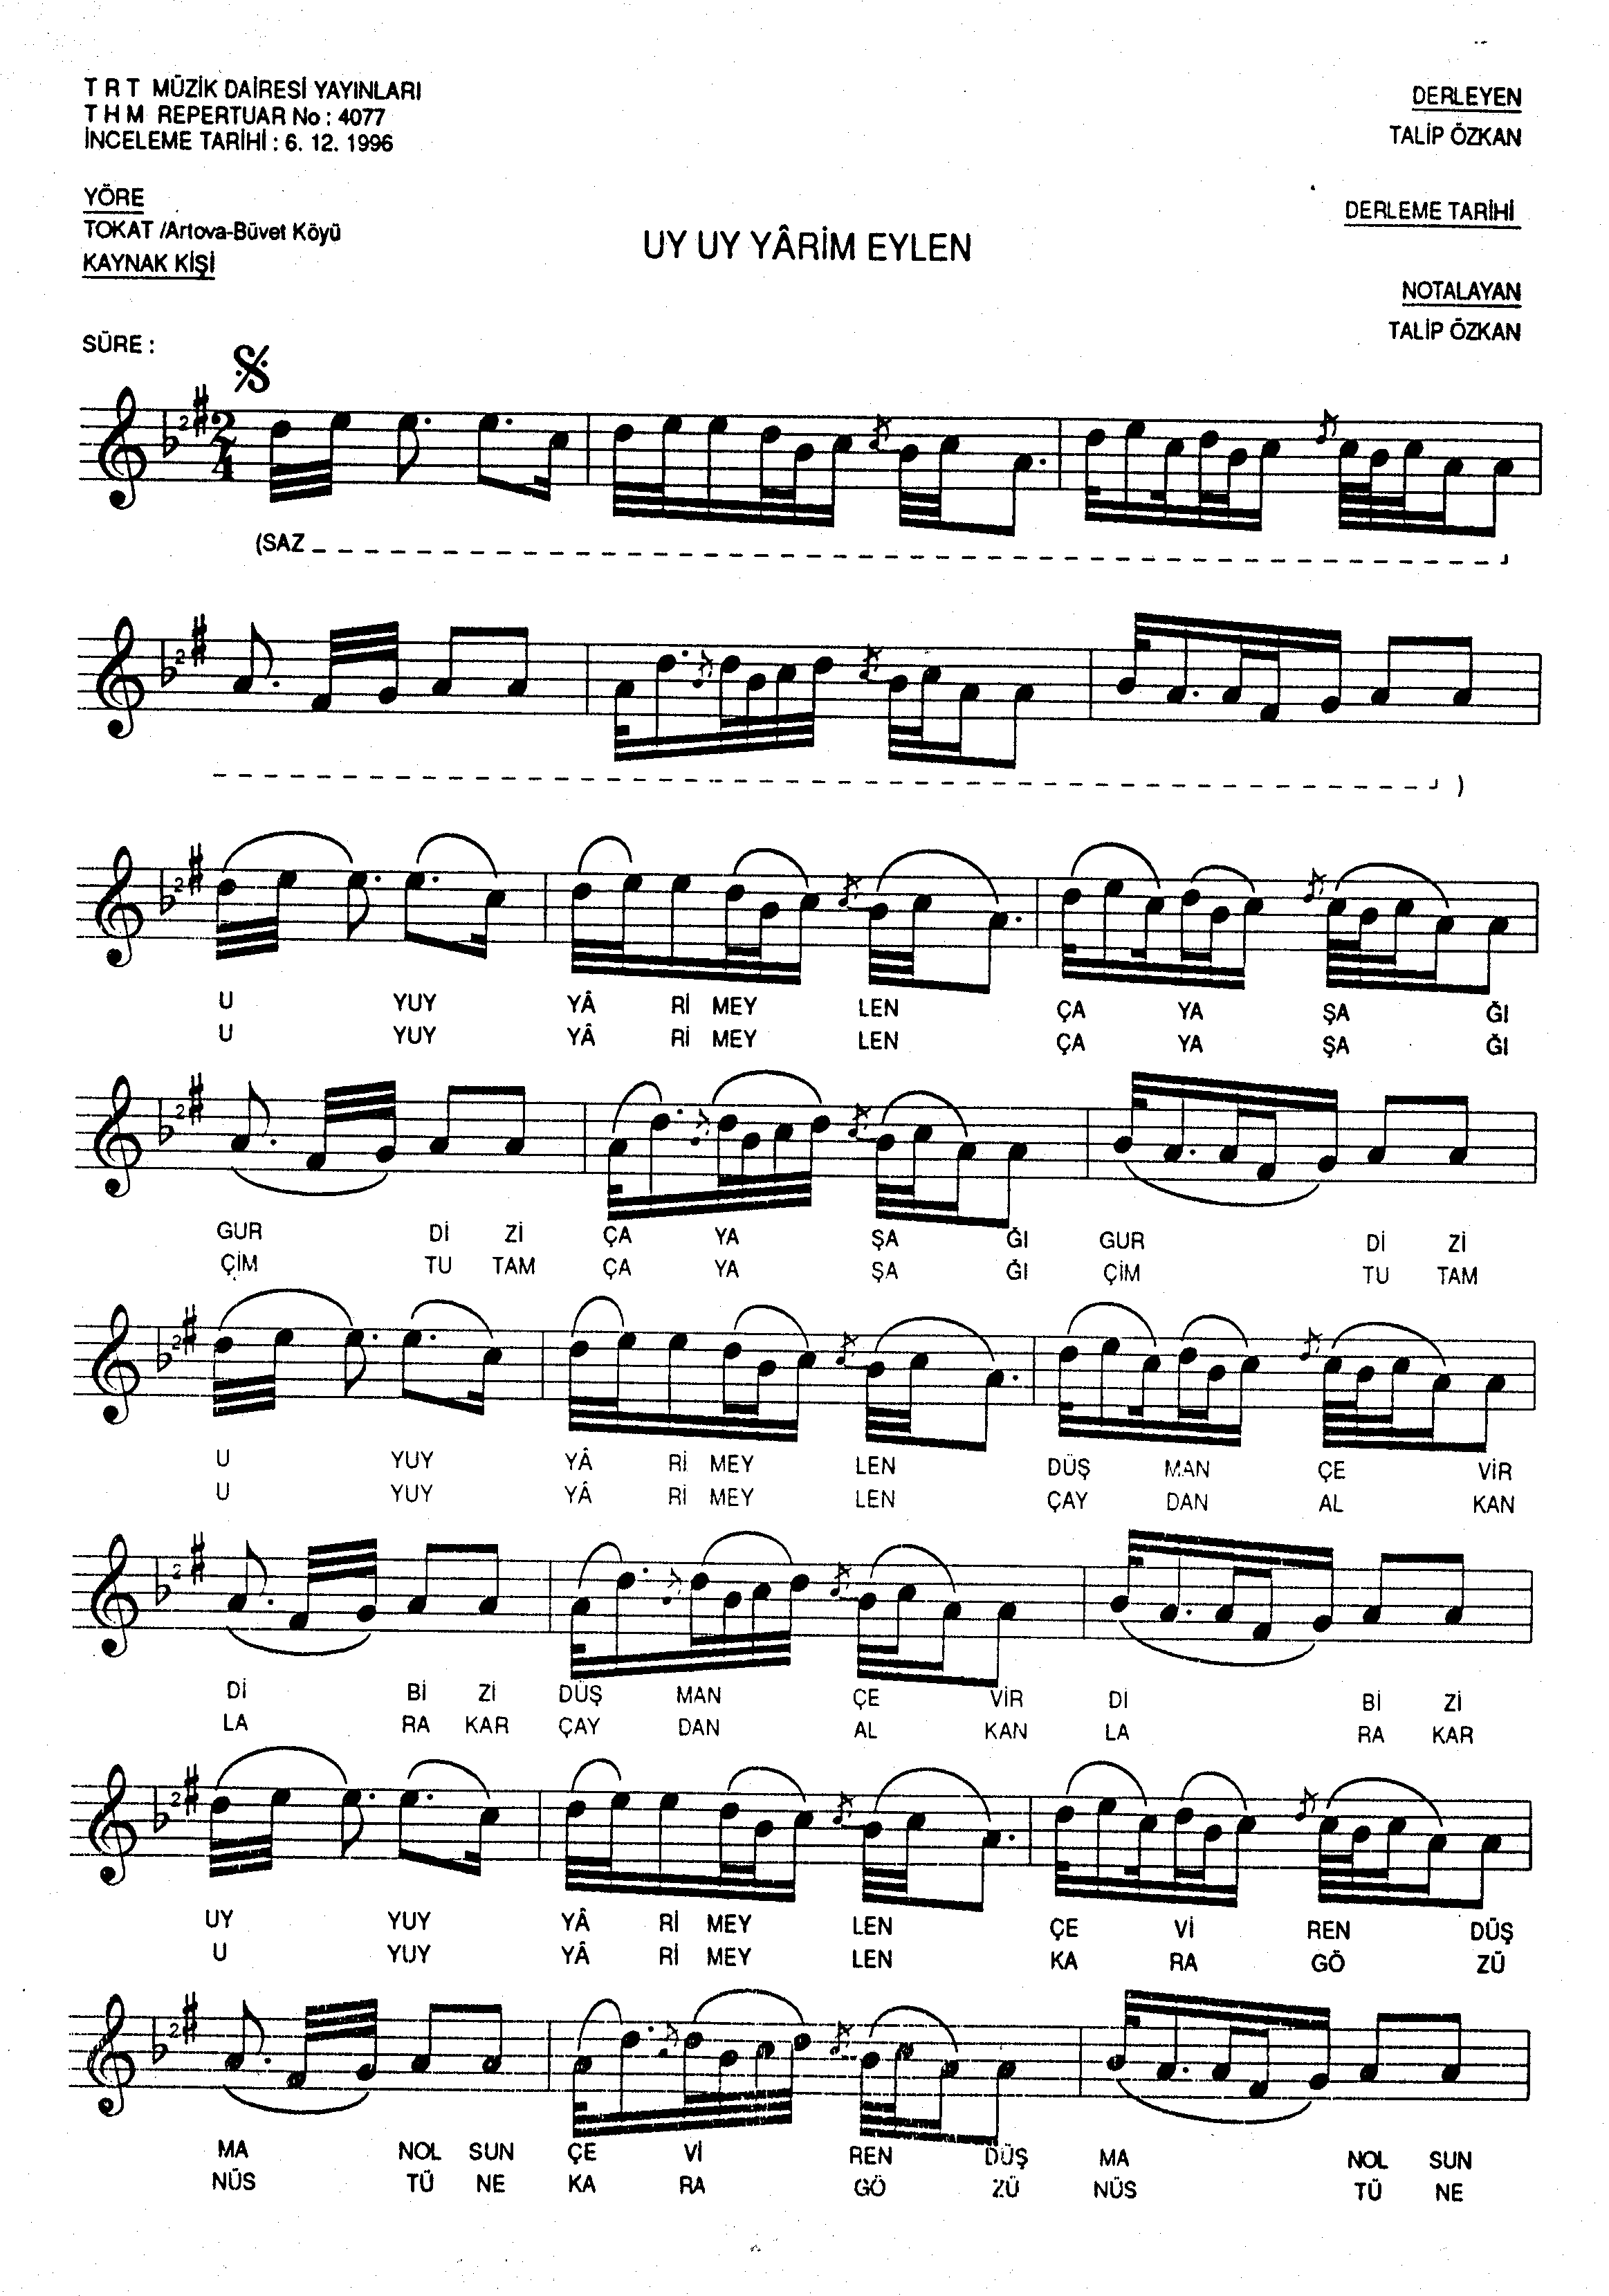 T R T MÜZİK DAİRESİ YAYINLARI
T H M REPERTUAR No : 4077
İNCELEME TARİHİ : 6. 12. 1996
DERLEYEN
TALİP ÖZKAN
YÖRE
TOKAT /Artova-Büvet Köyü
KAYNAK KİŞİ
DERLEME TARİHİ
UY UY YÂRİM EYLEN
NOTALAYAN
TALİP ÖZKAN
SÜRE :
(SAZ
)
U YUY YÂ Rİ MEY LEN ÇA YA ŞA ĞI
U YUY YÂ Rİ MEY LEN ÇA YA ŞA ĞI
GUR Dİ Zİ ÇA YA ŞA ĞI GUR Dİ Zİ
ÇİM TU TAM ÇA YA ŞA ĞI ÇİM TU TAM
U YUY YÂ Rİ MEY LEN DÜŞ MAN ÇE VİR
U YUY YÂ Rİ MEY LEN ÇAY DAN AL KAN
Dİ Bİ Zİ DÜŞ MAN ÇE VİR Dİ Bİ Zİ
LA RA KAR ÇAY DAN AL KAN LA RA KAR
UY YUY YÂ Rİ MEY LEN ÇE Vİ REN DÜŞ
U YUY YÂ Rİ MEY LEN KA RA GÖ ZÜ
MA NOL SUN ÇE Vİ REN DÜŞ MA NOL SUN
NÜS TÜ NE KA RA GÖ ZÜ NÜS TÜ NE